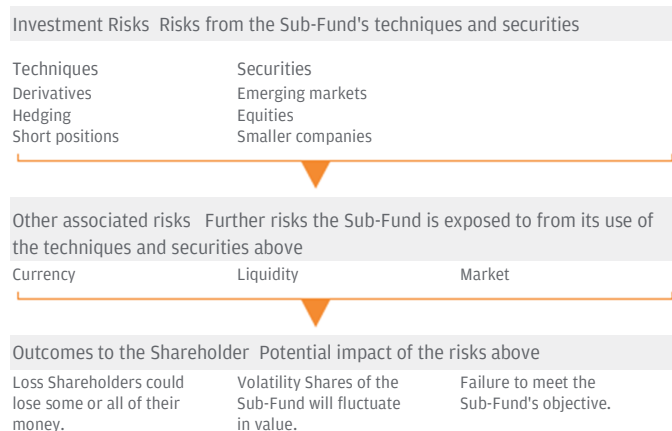 Investment Risks Risks from the Sub-Fund's techniques and securities
Techniques Securities
Derivatives Emerging markets
Hedging Equities
Short positions Smaller companies
Other associated risks Further risks the Sub-Fund is exposed to from its use of
the techniques and securities above
Currency Liquidity Market
Outcomes to the Shareholder Potential impact of the risks above
Loss Shareholders could Volatility Shares of the Failure to meet the
lose some or all of their Sub-Fund will fluctuate Sub-Fund's objective.
money. in value.